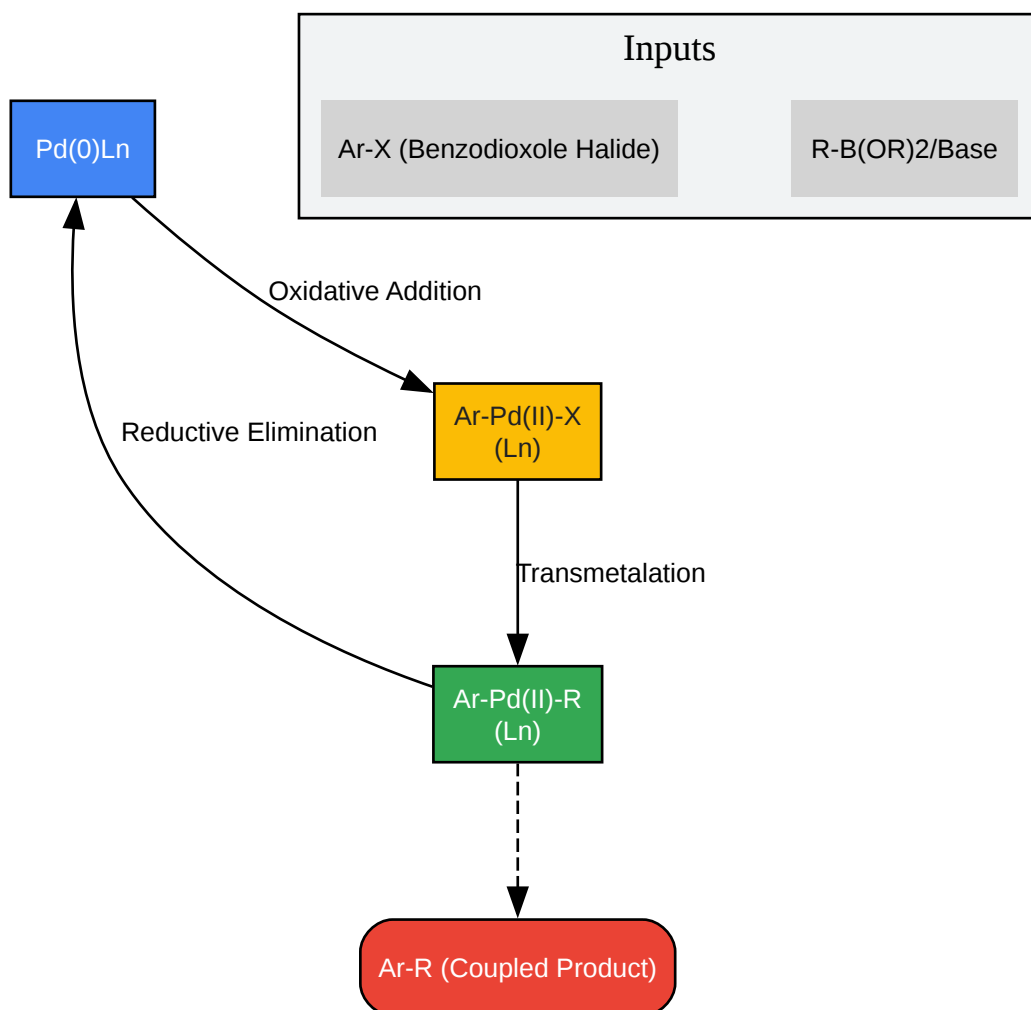 Inputs
Pd(0)Ln
Ar-X (Benzodioxole Halide)
R-B(OR)2/Base
Oxidative Addition
Ar-Pd(II)-X
(Ln)
Reductive Elimination
Transmetalation
Ar-Pd(II)-R
(Ln)
Ar-R (Coupled Product)